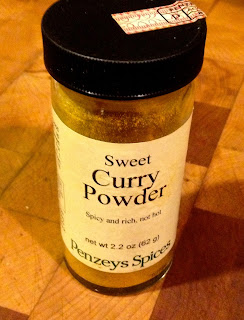 Sweet
Curry
Powder
Spicy and rich, not hot
net wt 2.2 oz (62 g)
Penzeys Spices